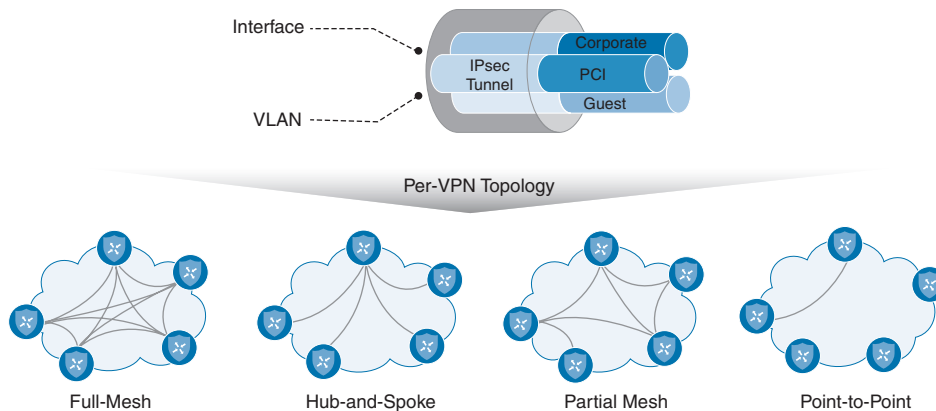 Interface
VLAN
IPsec
Tunnel
Corporate
PCI
Guest
Per-VPN Topology
Full-Mesh
Hub-and-Spoke
Partial Mesh
Point-to-Point